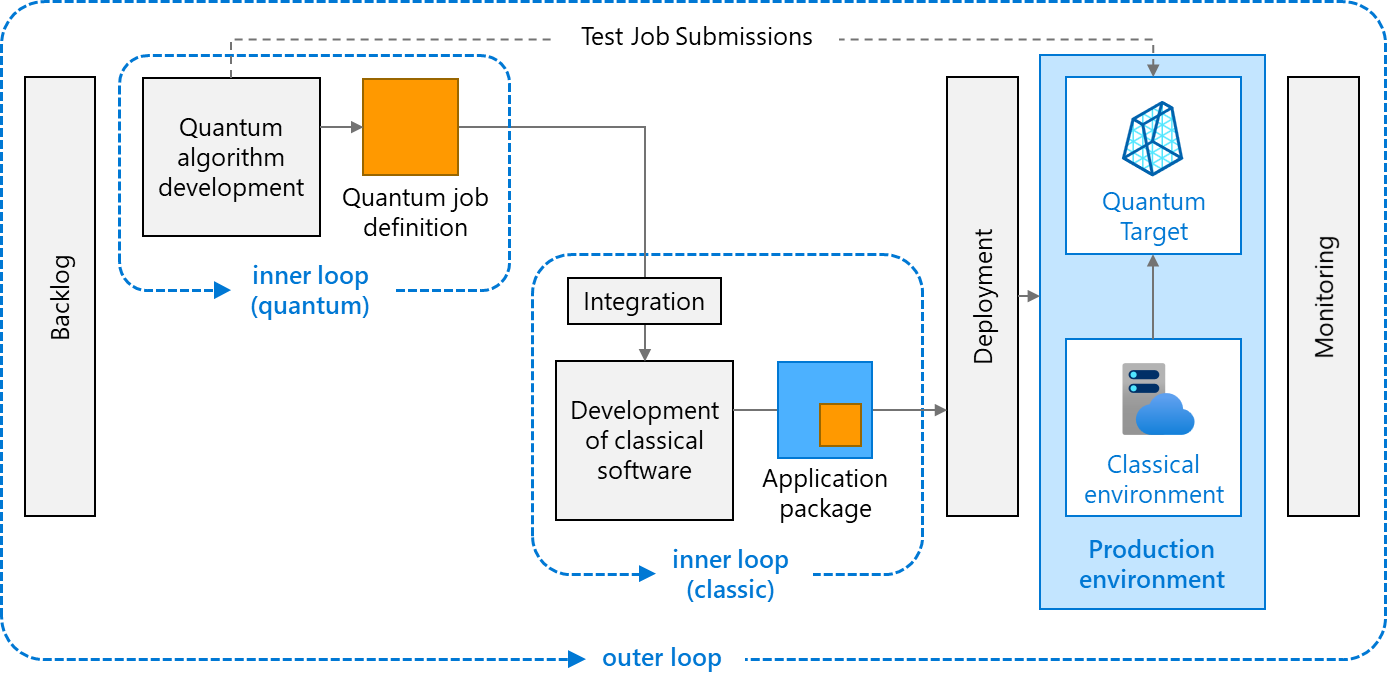 Test Job Submissions
Backlog
Quantum
algorithm
development
Quantum job
definition
inner loop
(quantum)
Integration
Development
of classical
software
Application
package
inner loop
(classic)
Deployment
Quantum
Target
Classical
environment
Production
environment
Monitoring
outer loop